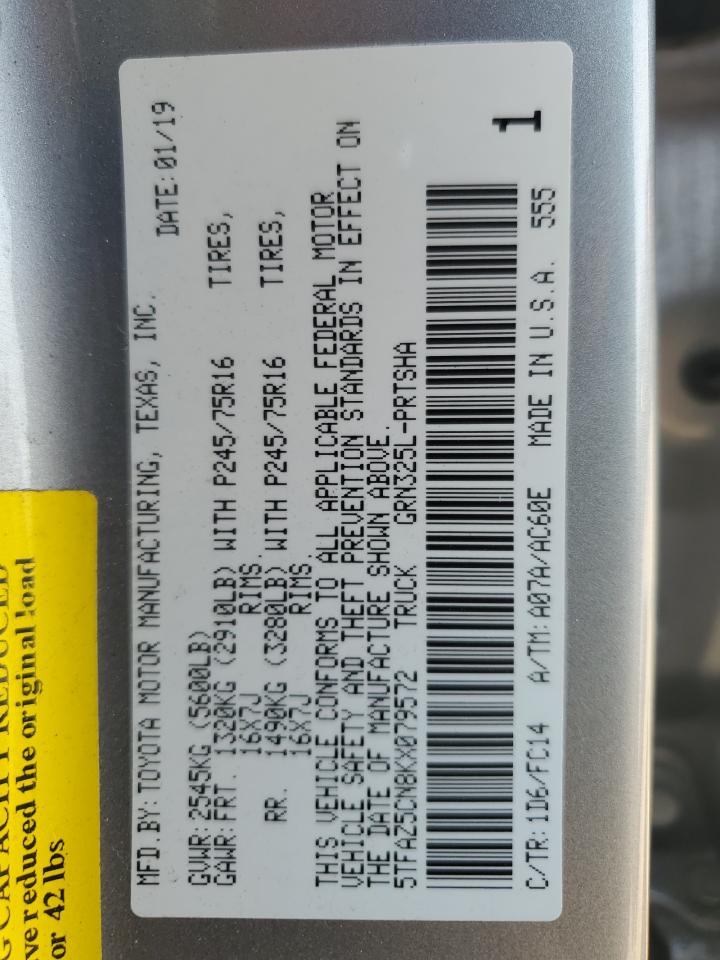 DATE: 01/19
MFD.BY: TOYOTA MOTOR MANUFACTURING, TEXAS, INC.
GVWR: 2545KG (5600LB)
GAWR: FRT. 1320KG (2910LB) WITH P245/75R16 TIRES,
16X7J RIMS.
RR. 1490KG (3280LB) WITH P245/75R16 TIRES,
16X7J RIMS.
THIS VEHICLE CONFORMS TO ALL APPLICABLE FEDERAL MOTOR
VEHICLE SAFETY AND THEFT PREVENTION STANDARDS IN EFFECT ON
THE DATE OF MANUFACTURE SHOWN ABOVE.
5TFAZ5CN8KX079572 TRUCK GRN325L-PRTSHA
1
C/TR: 1D6/FC14 A/TM: A07A/AC60E MADE IN U.S.A. 555
CAPACITY REDUCED
ve reduced the original load
or 42 lbs